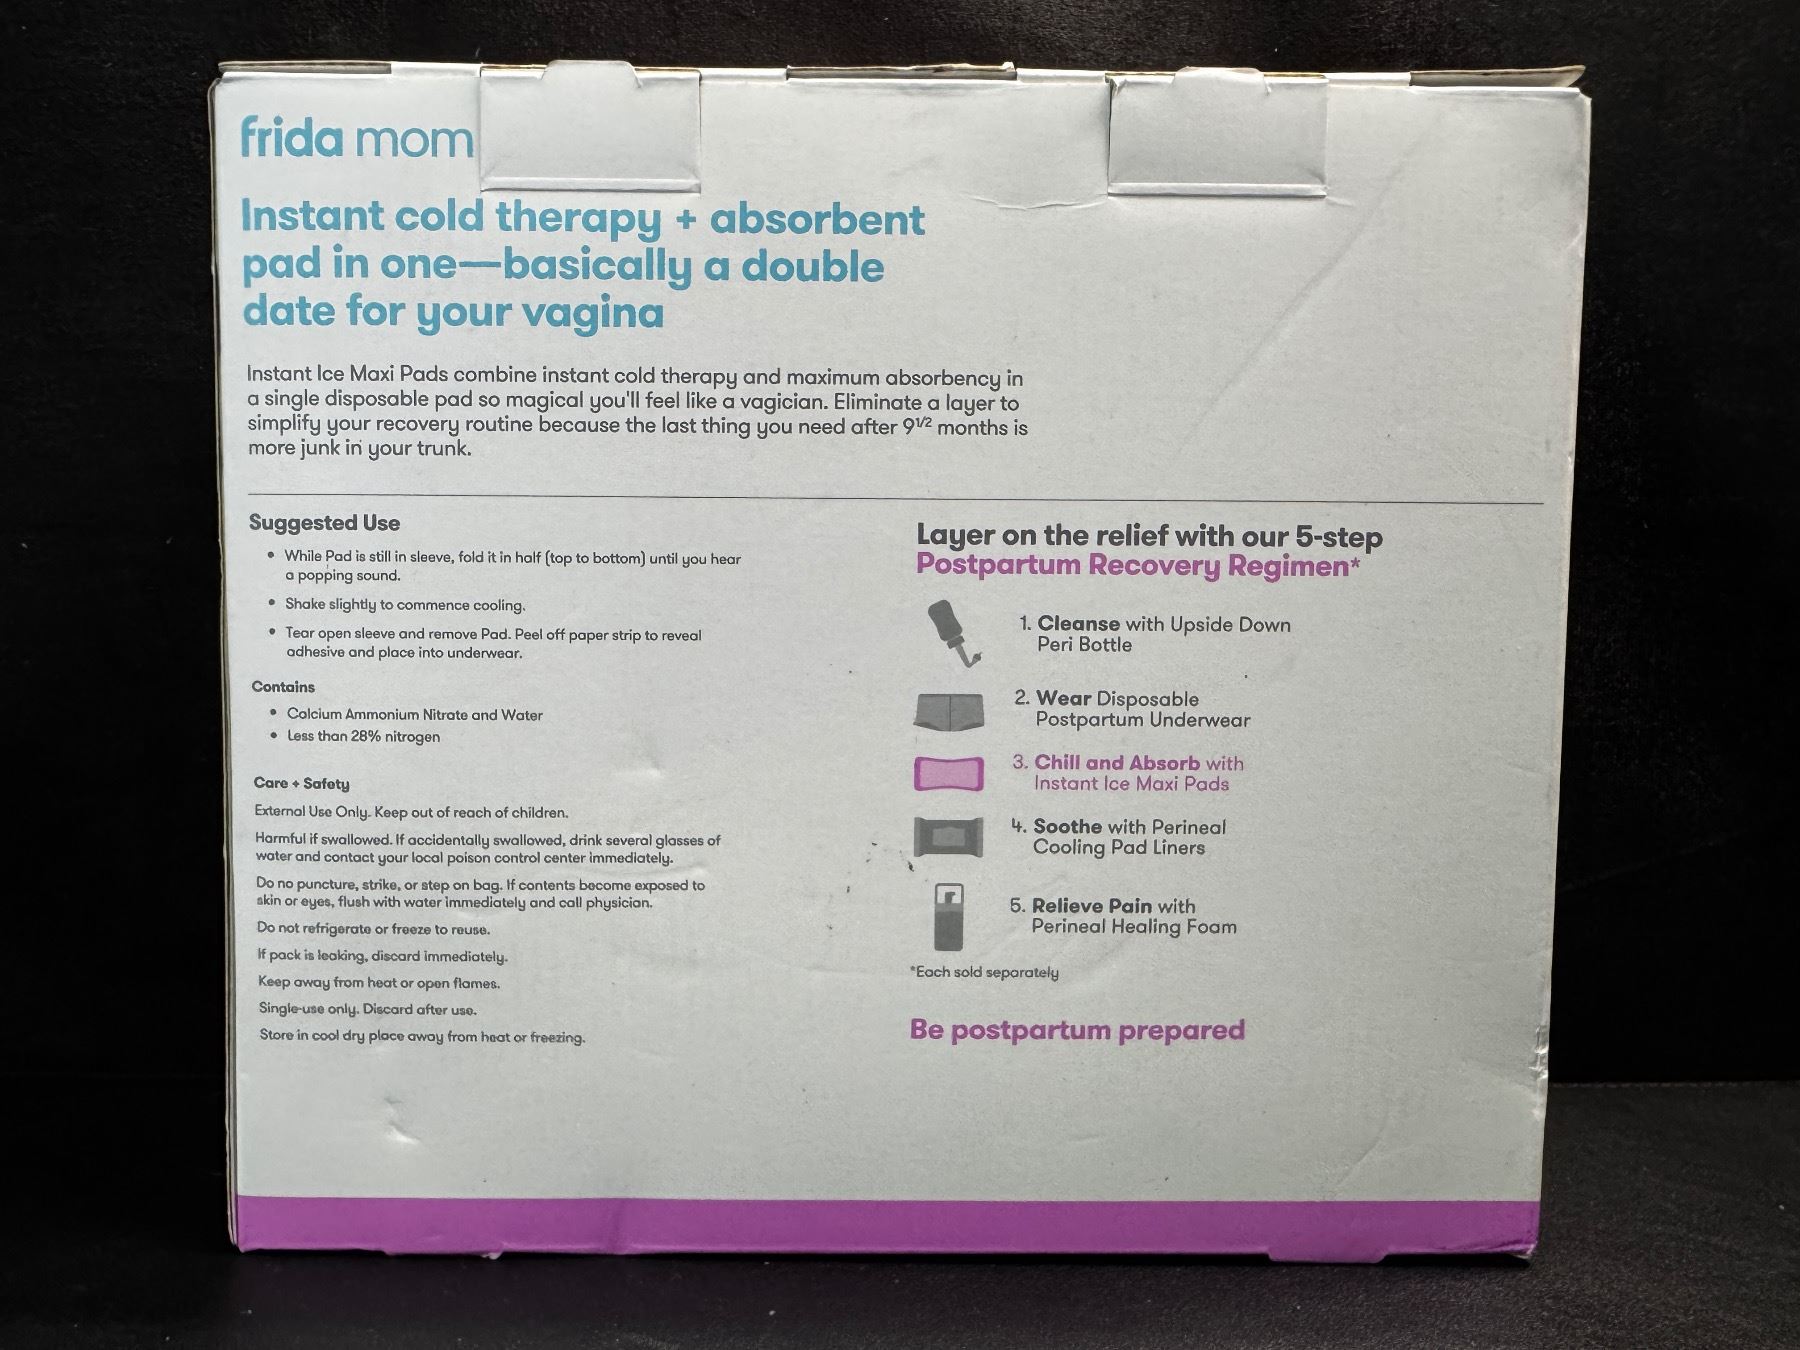 frida mom
Instant cold therapy + absorbent
pad in one—basically a double
date for your vagina
Instant Ice Maxi Pads combine instant cold therapy and maximum absorbency in
a single disposable pad so magical you'll feel like a vagician. Eliminate a layer to
simplify your recovery routine because the last thing you need after 9½ months is
more junk in your trunk.
Suggested Use
• While Pad is still in sleeve, fold it in half (top to bottom) until you hear
a popping sound.
• Shake slightly to commence cooling.
• Tear open sleeve and remove Pad. Peel off paper strip to reveal
adhesive and place into underwear.
Contains
• Calcium Ammonium Nitrate and Water
• Less than 28% nitrogen
Care + Safety
External Use Only. Keep out of reach of children.
Harmful if swallowed. If accidentally swallowed, drink several glasses of
water and contact your local poison control center immediately.
Do no puncture, strike, or step on bag. If contents become exposed to
skin or eyes, flush with water immediately and call physician.
Do not refrigerate or freeze to reuse.
If pack is leaking, discard immediately.
Keep away from heat or open flames.
Single-use only. Discard after use.
Store in cool dry place away from heat or freezing.
Layer on the relief with our 5-step
Postpartum Recovery Regimen*
1. Cleanse with Upside Down
Peri Bottle
2. Wear Disposable
Postpartum Underwear
3. Chill and Absorb with
Instant Ice Maxi Pads
4. Soothe with Perineal
Cooling Pad Liners
5. Relieve Pain with
Perineal Healing Foam
*Each sold separately
Be postpartum prepared